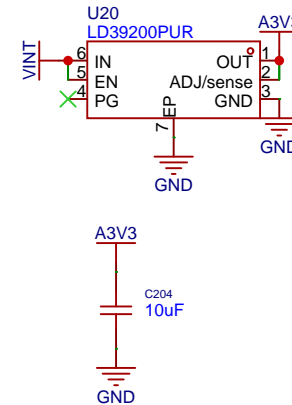 U20
LD39200PUR
A3V3
VINT
6 IN OUT 1
5 EN ADJ/sense 2
4 PG GND 3
7 EP
GND
GND
A3V3
C204
10uF
GND